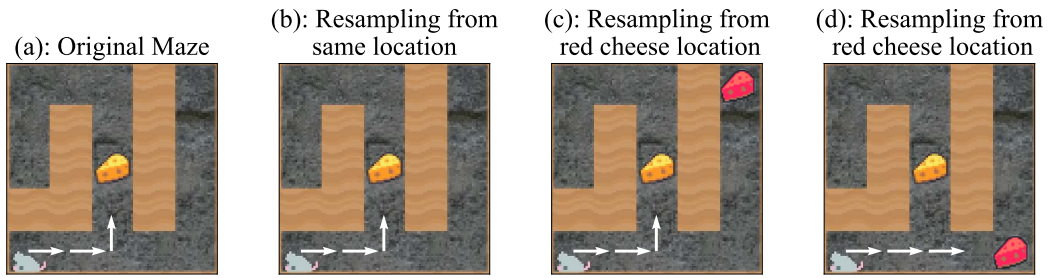 (a): Original Maze
(b): Resampling from
same location
(c): Resampling from
red cheese location
(d): Resampling from
red cheese location